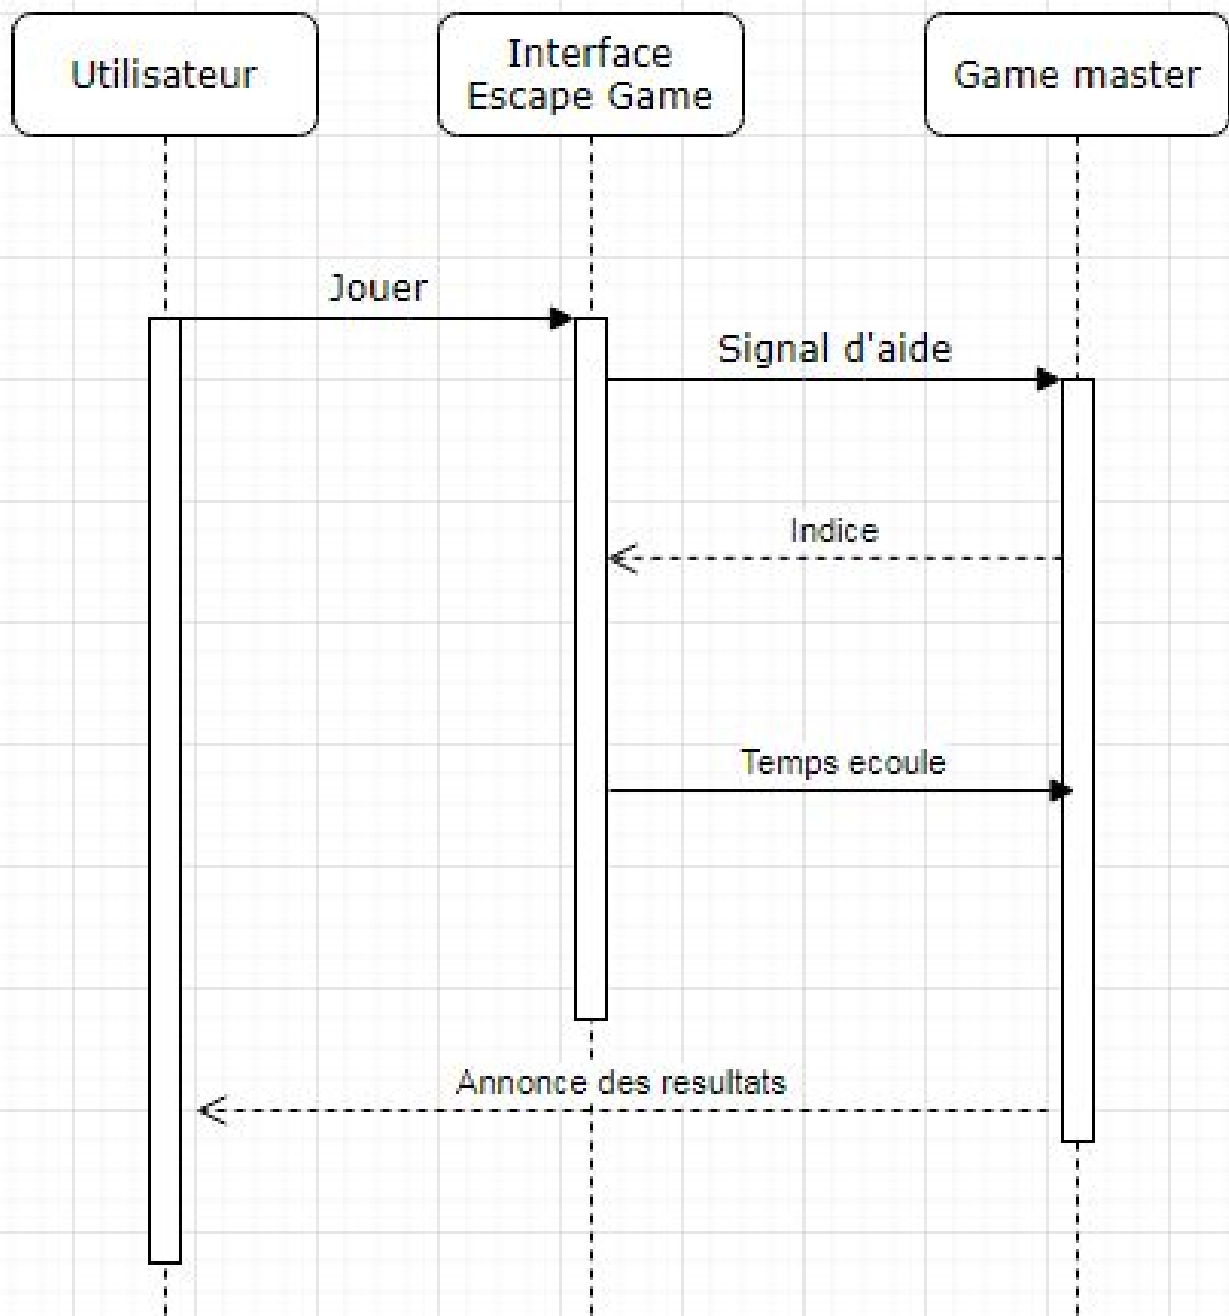 Utilisateur
Interface
Escape Game
Game master
Jouer
Signal d'aide
Indice
Temps ecoule
Annonce des resultats